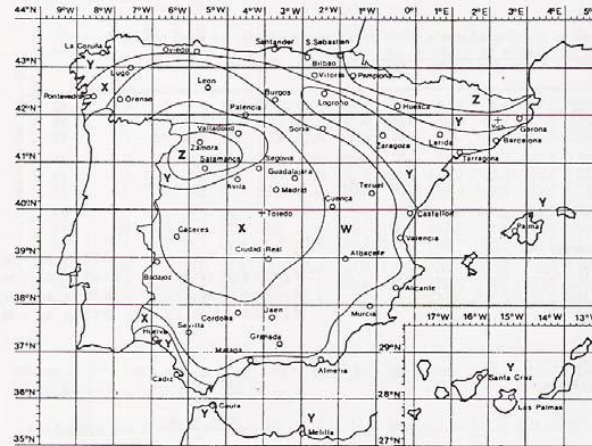 44°N 9°W 8°W 7°W 6°W 5°W 4°W 3°W 2°W 1°W 0° 1°E 2°E 3°E 4°E 5°
La Coruña Oviedo Santander S.Sebastien
43°N Y Lugo Bilbao
Vitoria Pamplona
Pontevedra X Orense Leon Burgos Logroño Huesca Z
42°N Palencia Y Vich Gerona
Valladolid Y Soria Zaragoza Lerida Barcelona
Zamora Tarragona
41°N Z Salamanca Segovia
Y Avila Guadalajara Y
Madrid Teruel
40°N Toledo Cuenca Castellon Y
Caceres X W Palma
39°N Ciudad Real Albacete Valencia
Badajoz
38°N Alicante
X Cordoba Jaen Murcia 17°W 16°W 15°W 14°W 13°
Huelva Sevilla
37°N Y Granada 29°N
Malaga Almeria Y
36°N Cadiz Santa Cruz
28°N
Ceuta Y Las Palmas
Y Melilla
35°N 27°N